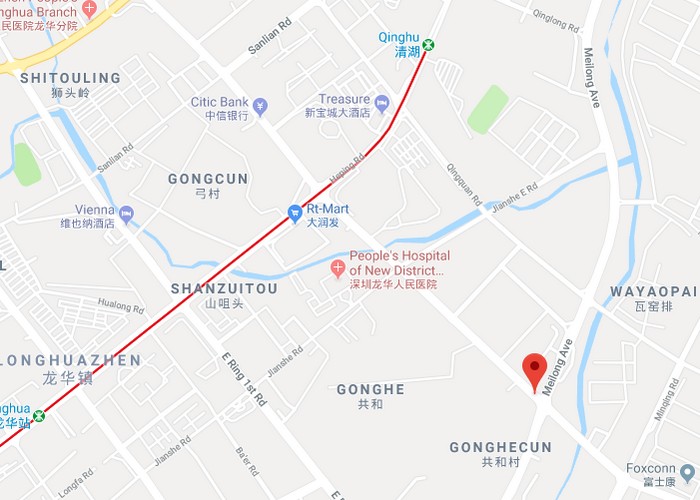 nghua Branch
民医院龙华分院
Sanlian Rd
Qinghu
清湖
Qinglong Rd
Meilong Ave
SHITOULING
狮头岭
Citic Bank
中信银行
Treasure
新宝城大酒店
Sanlian Rd
Heping Rd
Qingquan Rd
GONGCUN
弓村
Jianshe E Rd
Vienna
维也纳酒店
Rt-Mart
大润发
People's Hospital
of New District...
深圳龙华人民医院
L
SHANZUITOU
山咀头
WAYAOPAI
瓦窑排
Hualong Rd
LONGHUAZHEN
龙华镇
E Ring 1st Rd
Jianshe Rd
Meilong Ave
GONGHE
共和
nghua
龙华站
Minqing Rd
Jianshe Rd
Ba'er Rd
GONGHECUN
共和村
Longfa Rd
Foxconn
富士康